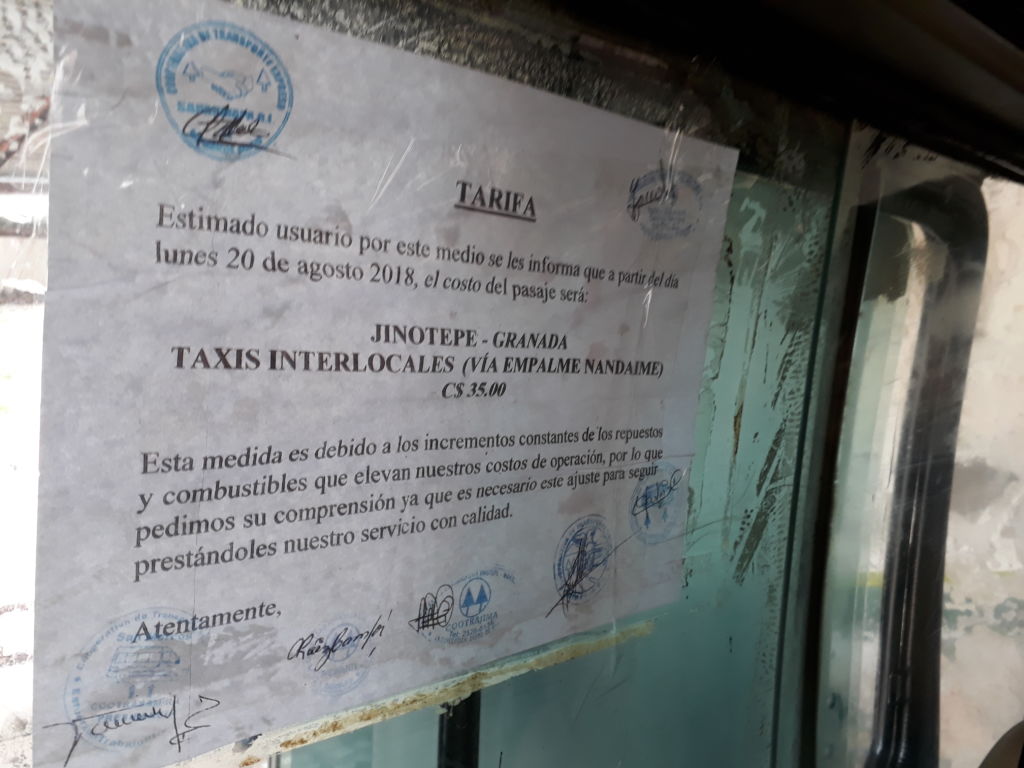 TARIFA
Estimado usuario por este medio se les informa que a partir del día
lunes 20 de agosto 2018, el costo del pasaje será:
JINOTEPE - GRANADA
TAXIS INTERLOCALES (VÍA EMPALME NANDAIME)
C$ 35.00
Esta medida es debido a los incrementos constantes de los repuestos
y combustibles que elevan nuestros costos de operación, por lo que
pedimos su comprensión ya que es necesario este ajuste para seguir
prestándoles nuestro servicio con calidad.
Atentamente,